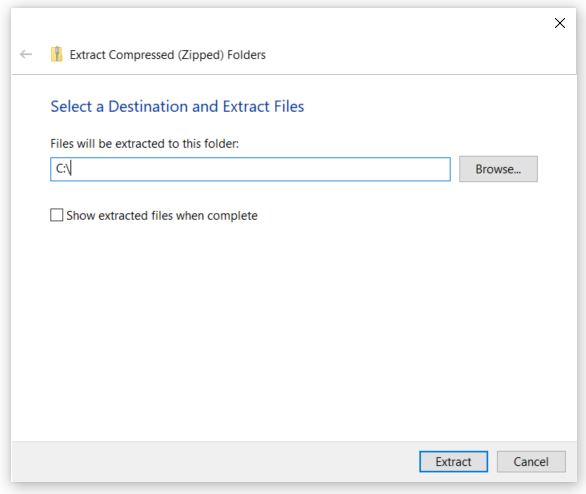 Extract Compressed (Zipped) Folders
Select a Destination and Extract Files
Files will be extracted to this folder:
C:\
Browse...
Show extracted files when complete
Extract
Cancel